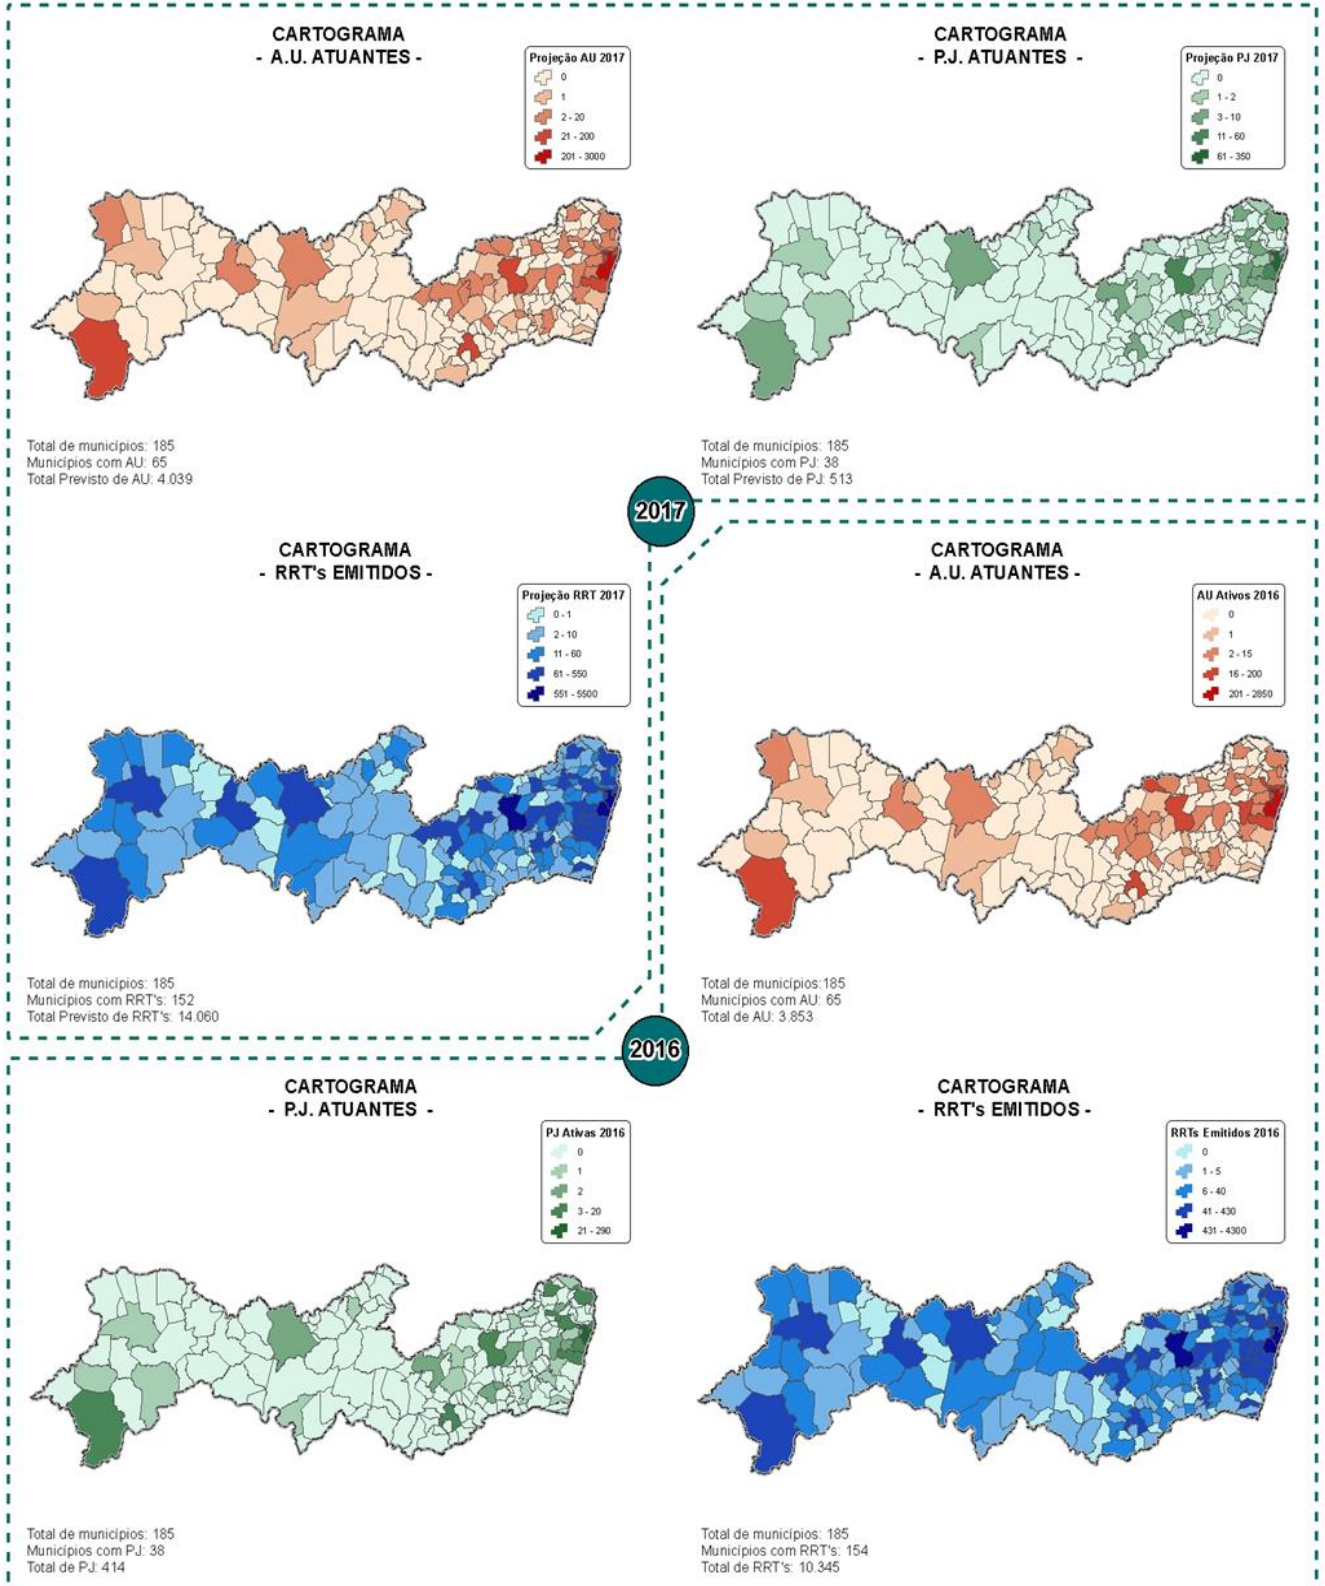 CARTOGRAMA
- A.U. ATUANTES -
Projeção AU 2017
0
1
2 - 20
21 - 200
201 - 3000
Total de municípios: 185
Municípios com AU: 65
Total Previsto de AU: 4.039
CARTOGRAMA
- P.J. ATUANTES -
Projeção PJ 2017
0
1 - 2
3 - 10
11 - 60
61 - 350
Total de municípios: 185
Municípios com PJ: 38
Total Previsto de PJ: 513
2017
CARTOGRAMA
- RRT's EMITIDOS -
Projeção RRT 2017
0 - 1
2 - 10
11 - 60
61 - 550
551 - 5500
Total de municípios: 185
Municípios com RRT's: 152
Total Previsto de RRT's: 14.060
CARTOGRAMA
- A.U. ATUANTES -
AU Ativos 2016
0
1
2 - 15
16 - 200
201 - 2850
Total de municípios:185
Municípios com AU: 65
Total de AU: 3.853
2016
CARTOGRAMA
- P.J. ATUANTES -
PJ Ativas 2016
0
1
2
3 - 20
21 - 290
Total de municípios: 185
Municípios com PJ: 38
Total de PJ: 414
CARTOGRAMA
- RRT's EMITIDOS -
RRTs Emitidos 2016
0
1 - 5
6 - 40
41 - 430
431 - 4300
Total de municípios: 185
Municípios com RRT's: 154
Total de RRT's: 10.345